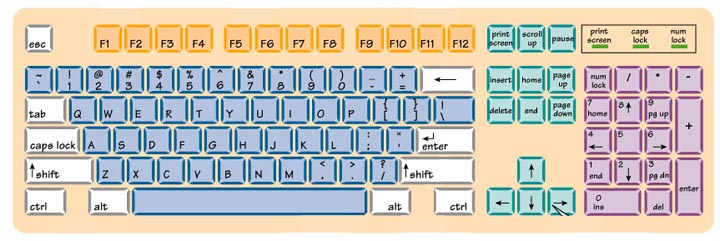 esc F1 F2 F3 F4 F5 F6 F7 F8 F9 F10 F11 F12 print screen scroll up pause print screen caps lock num lock
~ ` ! 1 @ 2 # 3 $ 4 % 5 ^ 6 & 7 * 8 ( 9 ) 0 _ - + = ← insert home page up num lock / * -
tab Q W E R T Y U I O P { [ } ] | \ delete end page down 7 home 8 ↑ 9 pg up +
caps lock A S D F G H J K L : ; " ' ↵ enter 4 ← 5 6 →
↑ shift Z X C V B N M < , > . ? / ↑ shift ↑ 1 end 2 ↓ 3 pg dn enter
ctrl alt alt ctrl ← ↓ → 0 ins . del